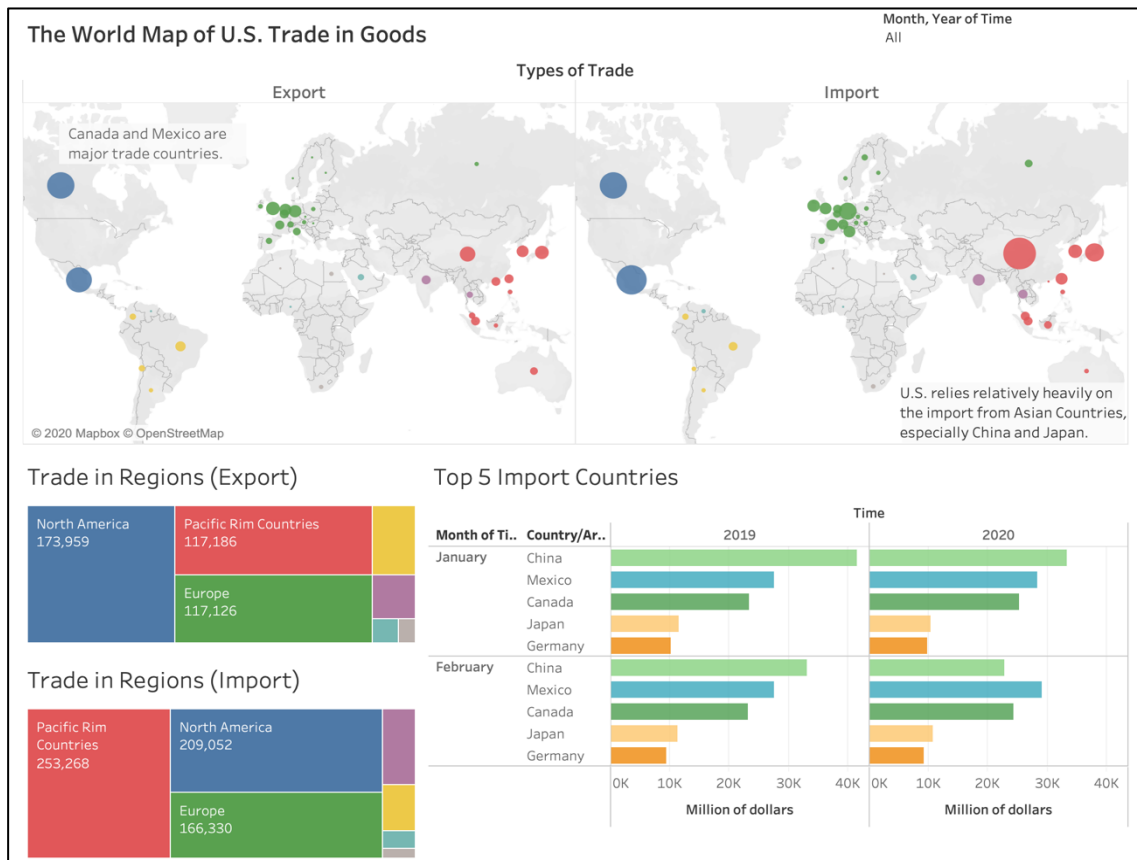 The World Map of U.S. Trade in Goods
Month, Year of Time
All
Types of Trade
Export
Import
Canada and Mexico are
major trade countries.
U.S. relies relatively heavily on
the import from Asian Countries,
especially China and Japan.
© 2020 Mapbox © OpenStreetMap
Trade in Regions (Export)
North America
173,959
Pacific Rim Countries
117,186
Europe
117,126
Trade in Regions (Import)
Pacific Rim
Countries
253,268
North America
209,052
Europe
166,330
Top 5 Import Countries
Time
Month of Ti.. Country/Ar.. 2019 2020
January China
Mexico
Canada
Japan
Germany
February China
Mexico
Canada
Japan
Germany
0K 10K 20K 30K 40K 0K 10K 20K 30K 40K
Million of dollars Million of dollars